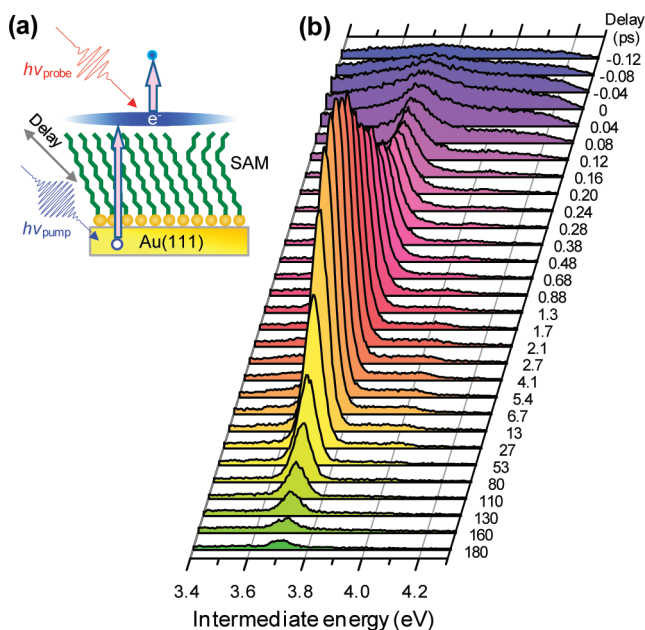 (a)
hνprobe
e-
Delay
SAM
hνpump
Au(111)
(b)
Delay
(ps)
-0.12
-0.08
-0.04
0
0.04
0.08
0.12
0.16
0.20
0.24
0.28
0.38
0.48
0.68
0.88
1.3
1.7
2.1
2.7
4.1
5.4
6.7
13
27
53
80
110
130
160
180
3.4 3.6 3.8 4.0 4.2
Intermediate energy (eV)